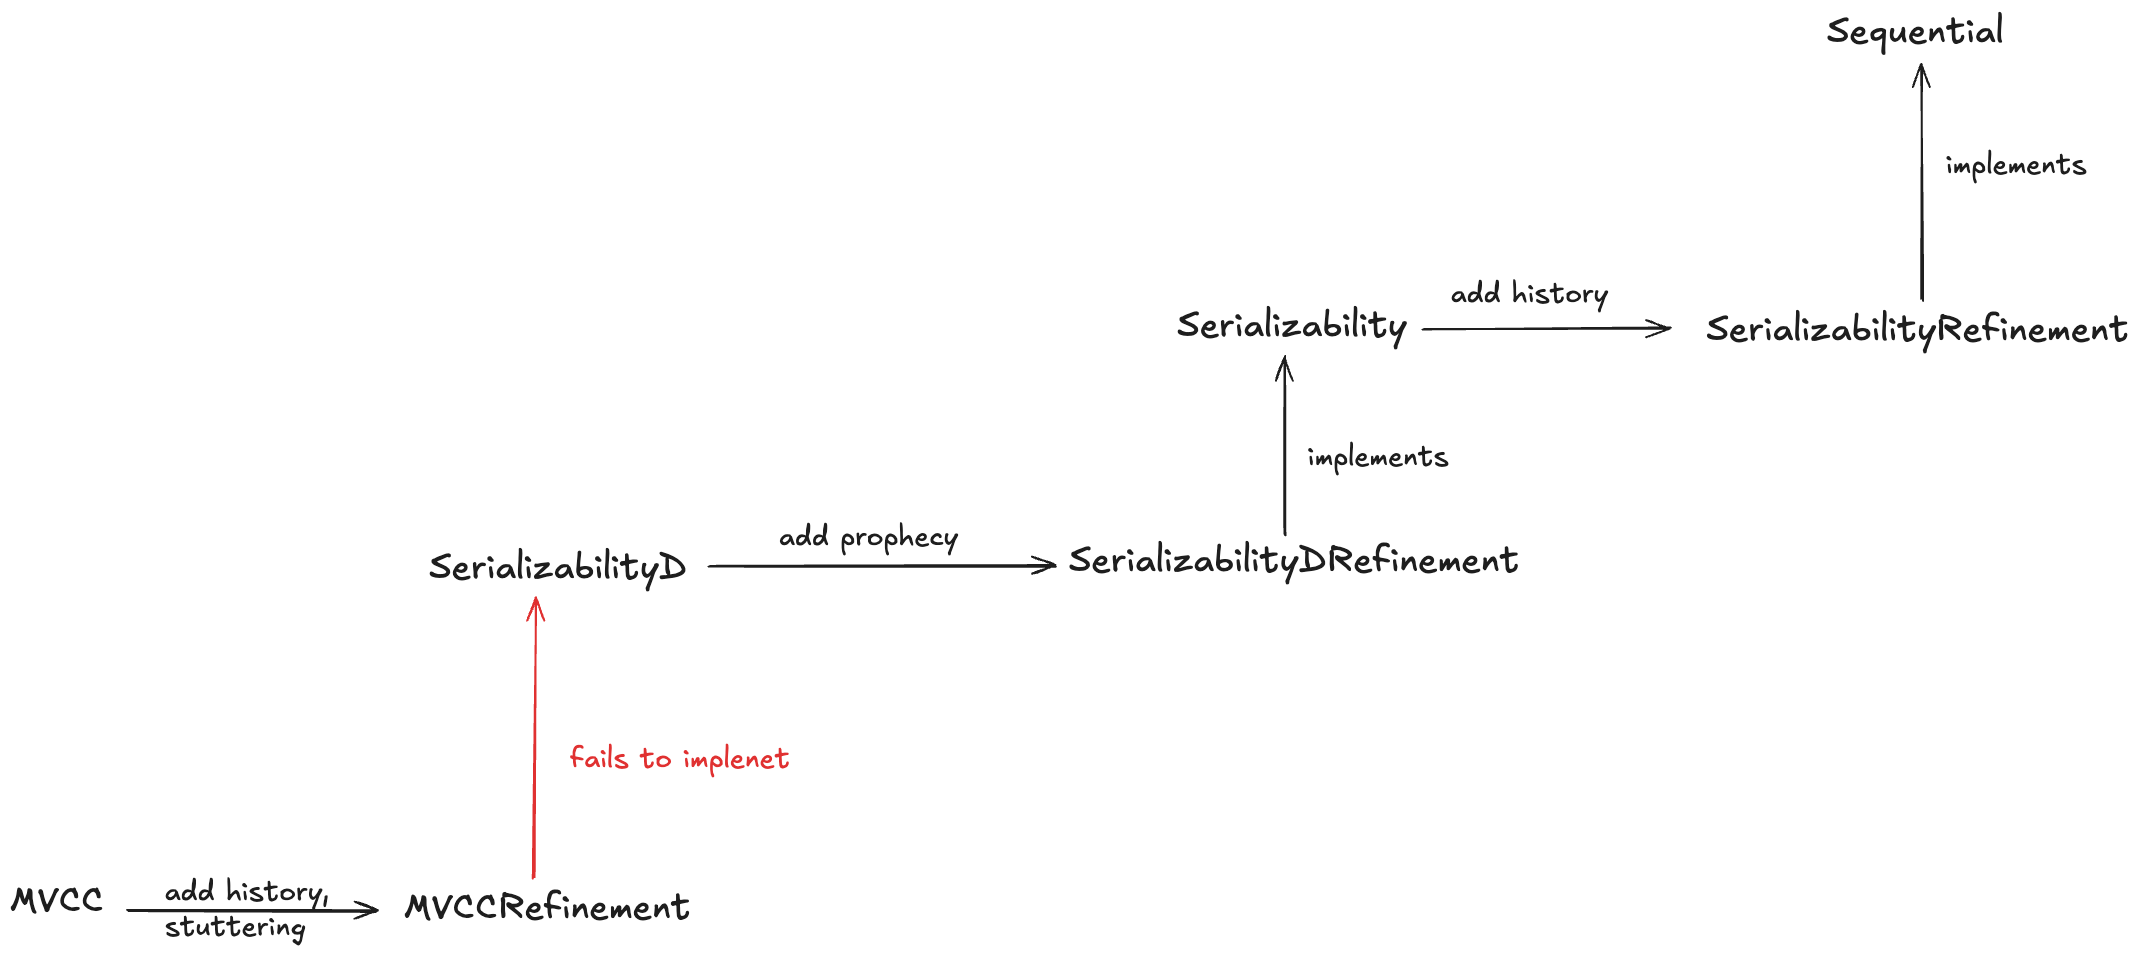 Sequential
implements
add history
Serializability
SerializabilityRefinement
implements
add prophecy
SerializabilityD
SerializabilityDRefinement
fails to implenet
MVCC
add history,
stuttering
MVCCRefinement